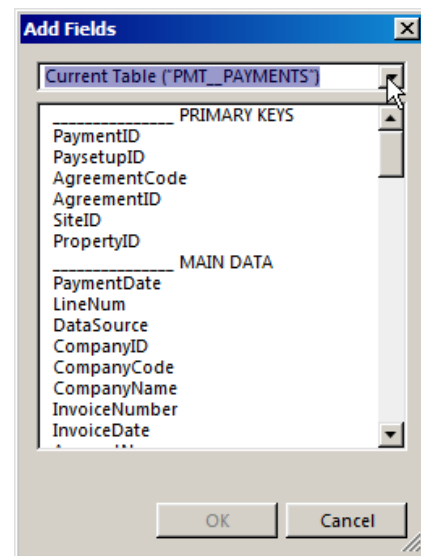 Add Fields
Current Table ("PMT__PAYMENTS")
______________ PRIMARY KEYS
PaymentID
PaysetupID
AgreementCode
AgreementID
SiteID
PropertyID
______________ MAIN DATA
PaymentDate
LineNum
DataSource
CompanyID
CompanyCode
CompanyName
InvoiceNumber
InvoiceDate
OK Cancel